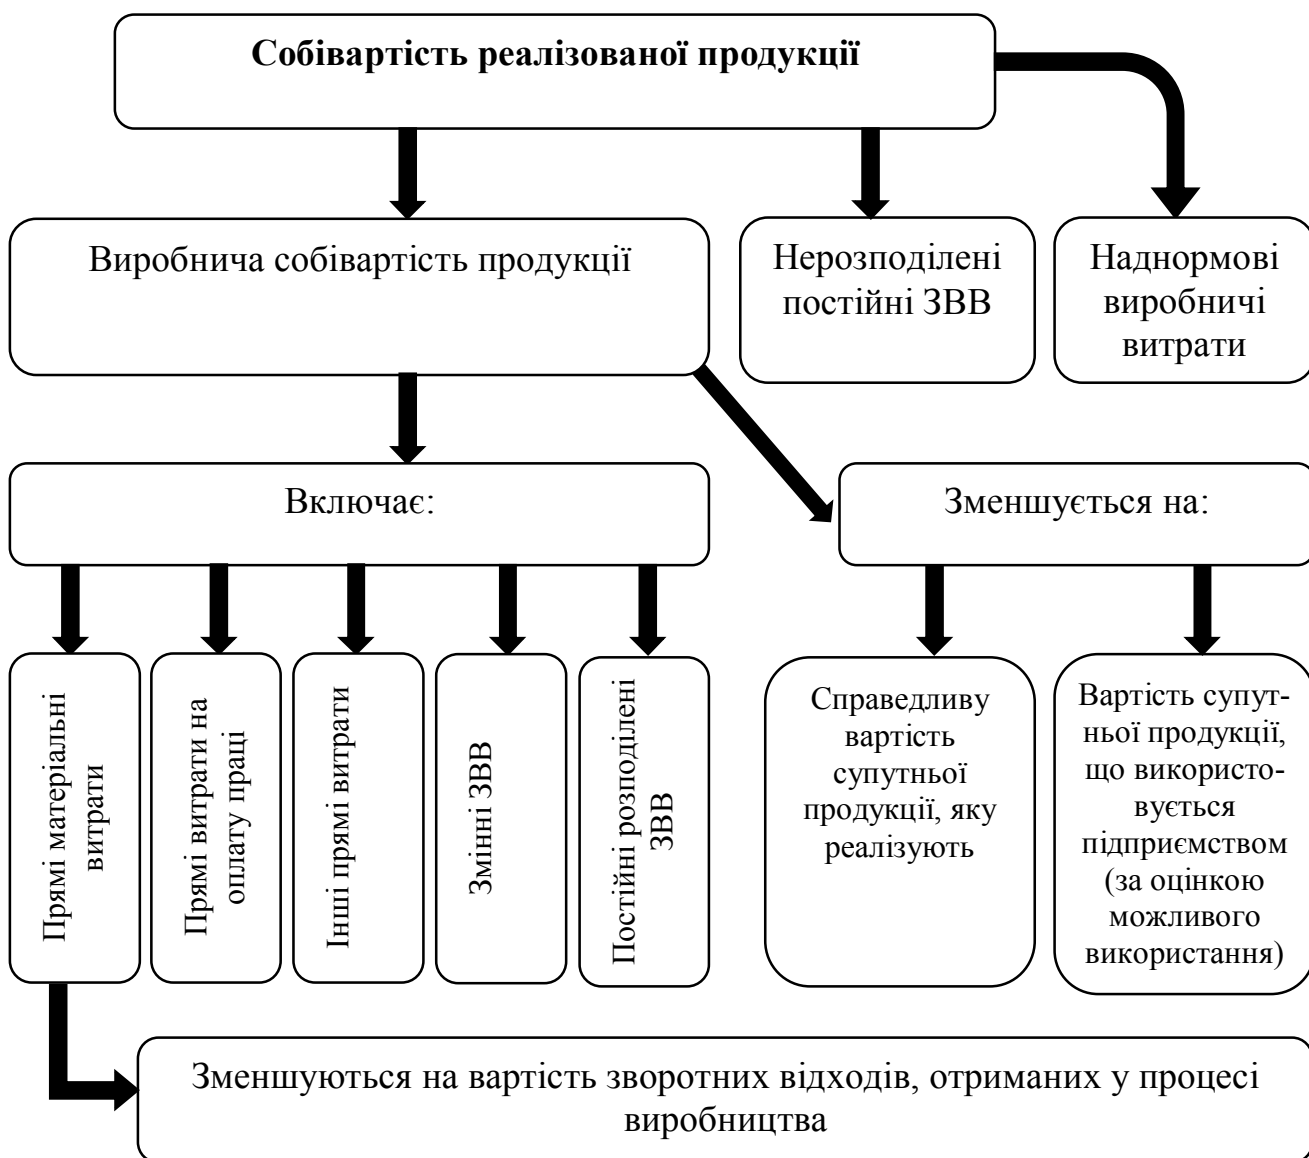 Собівартість реалізованої продукції
Виробнича собівартість продукції
Нерозподілені
постійні ЗВВ
Наднормові
виробничі
витрати
Включає:
Зменшується на:
Прямі матеріальні
витрати
Прямі витрати на
оплату праці
Інші прямі витрати
Змінні ЗВВ
Постійні розподілені
ЗВВ
Справедливу
вартість
супутньої
продукції, яку
реалізують
Вартість супут-
ньої продукції,
що використо-
вується
підприємством
(за оцінкою
можливого
використання)
Зменшуються на вартість зворотних відходів, отриманих у процесі
виробництва